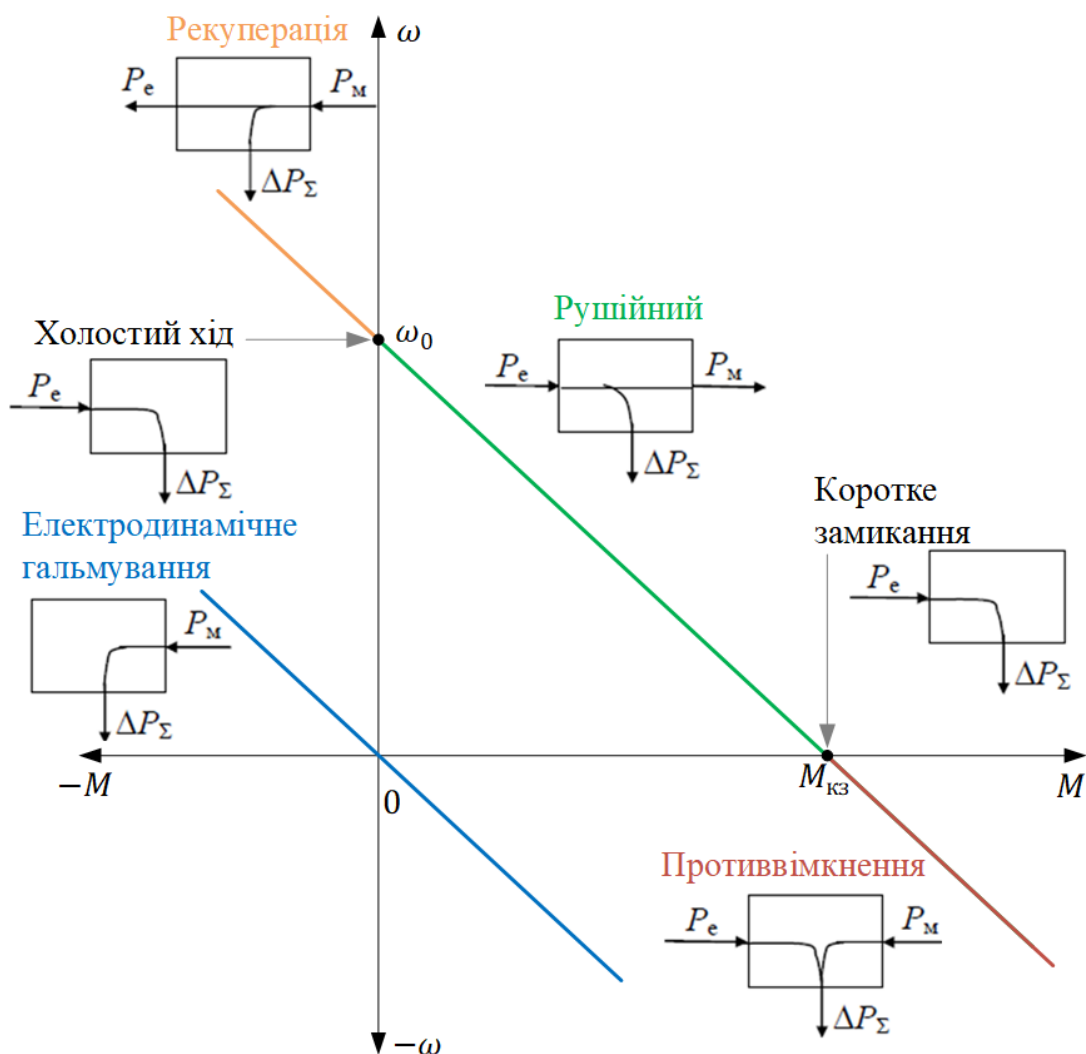 Рекуперація
ω
Pе
Pм
ΔPΣ
Холостий хід
ω0
Рушійний
Pе
ΔPΣ
Pе
Pм
ΔPΣ
Електродинамічне
гальмування
Коротке
замикання
Pм
ΔPΣ
Pе
ΔPΣ
−M
0
Mкз
M
Противвімкнення
Pе
Pм
ΔPΣ
−ω